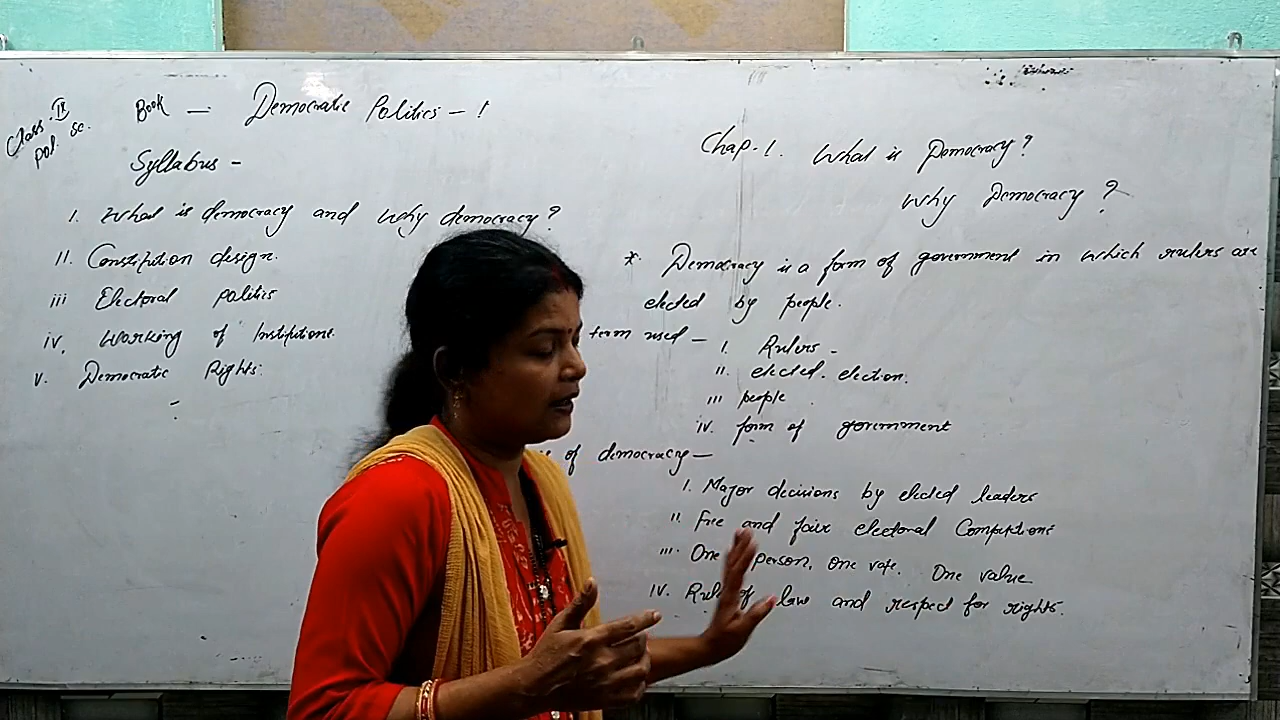 Class. IX
Pol. Sc.
Book — Democratic Politics - 1
Syllabus -
I. What is democracy and why democracy?
II. Constitution design.
iii Electoral politics
iv. Working of Institutions.
v. Democratic Rights.
Chap. 1. What is Democracy?
Why Democracy?
* Democracy is a form of government in which rulers are
elected by people.
term used - I. Rulers -
II. elected. election.
III people
iv. form of government
of democracy —
I. Major decisions by elected leaders
II. Free and fair electoral Competitions
III. One person, one vote. One value
IV. Rule of law and respect for rights.